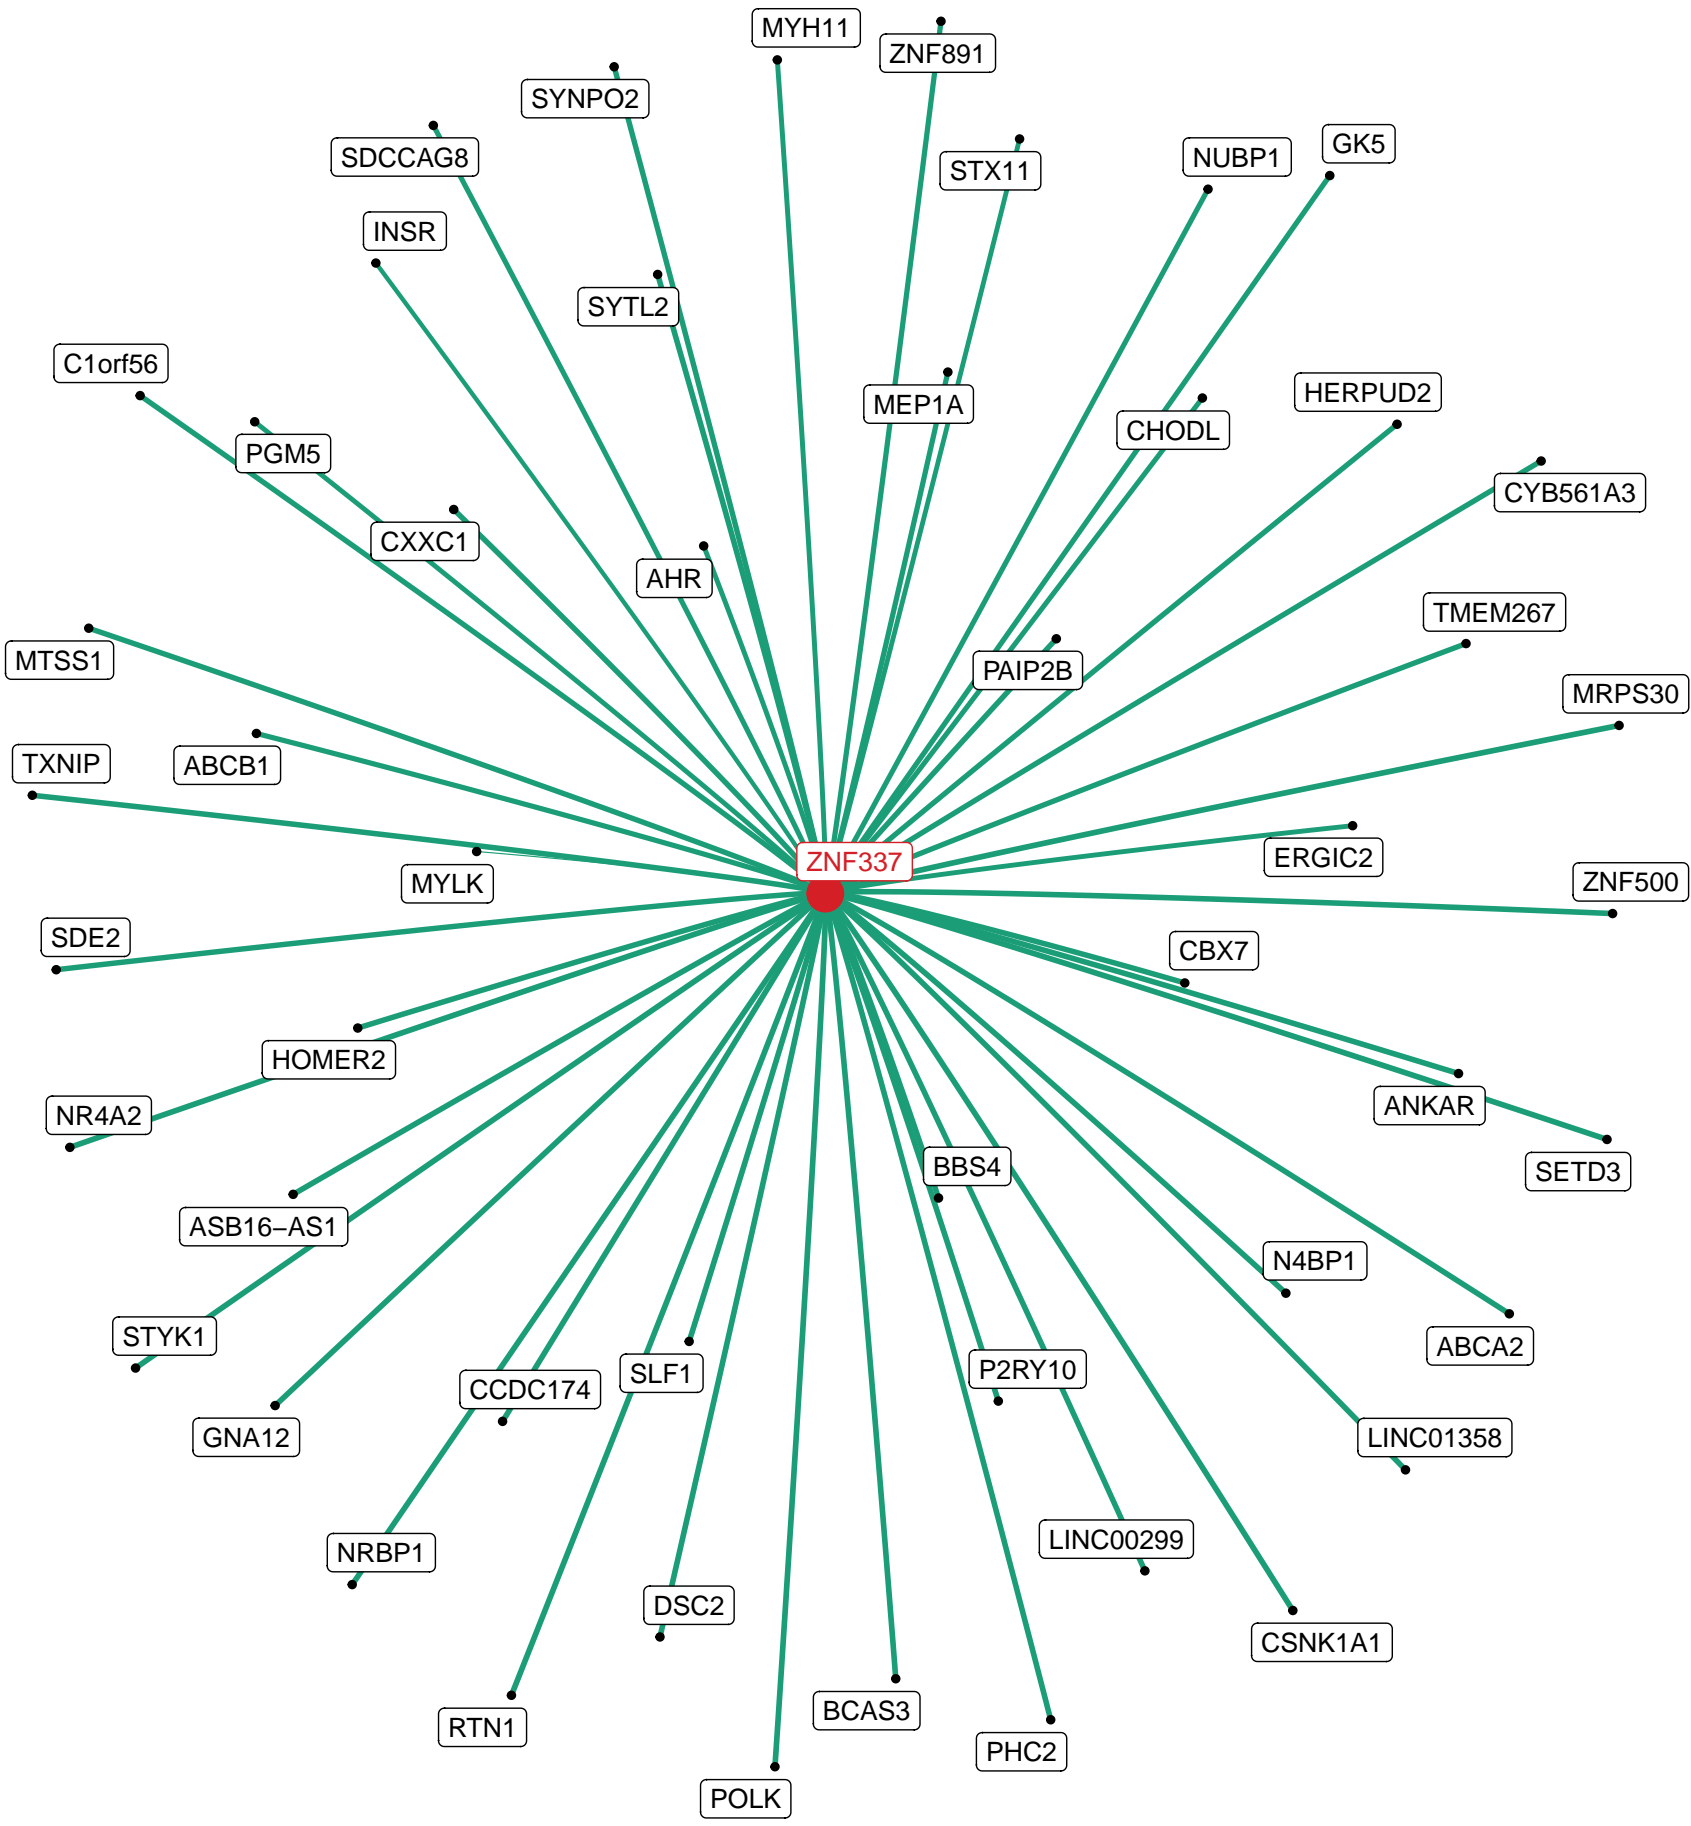 MYH11
ZNF891
SYNPO2
SDCCAG8
STX11
NUBP1
GK5
INSR
SYTL2
C1orf56
MEP1A
HERPUD2
CHODL
PGM5
CYB561A3
CXXC1
AHR
TMEM267
MTSS1
PAIP2B
MRPS30
TXNIP
ABCB1
ZNF337
ERGIC2
MYLK
ZNF500
SDE2
CBX7
HOMER2
ANKAR
NR4A2
BBS4
SETD3
ASB16−AS1
N4BP1
STYK1
ABCA2
P2RY10
SLF1
CCDC174
GNA12
LINC01358
LINC00299
NRBP1
DSC2
CSNK1A1
BCAS3
RTN1
PHC2
POLK